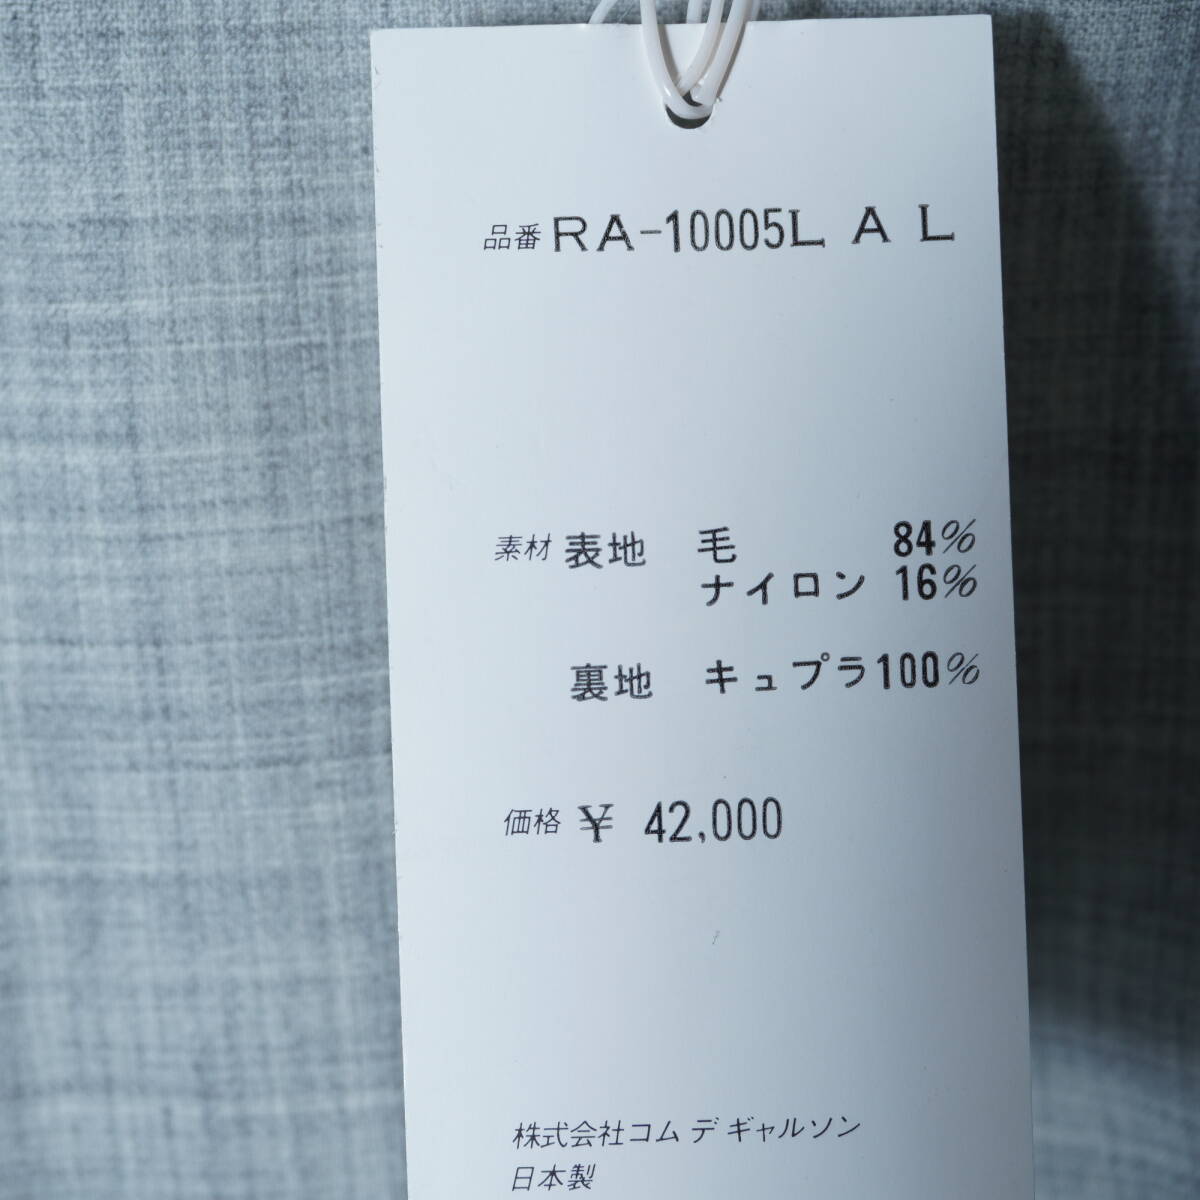 品番 RA-10005L A L
素材 表地 毛 84%
ナイロン 16%
裏地 キュプラ100%
価格 ¥ 42,000
株式会社コム デ ギャルソン
日本製